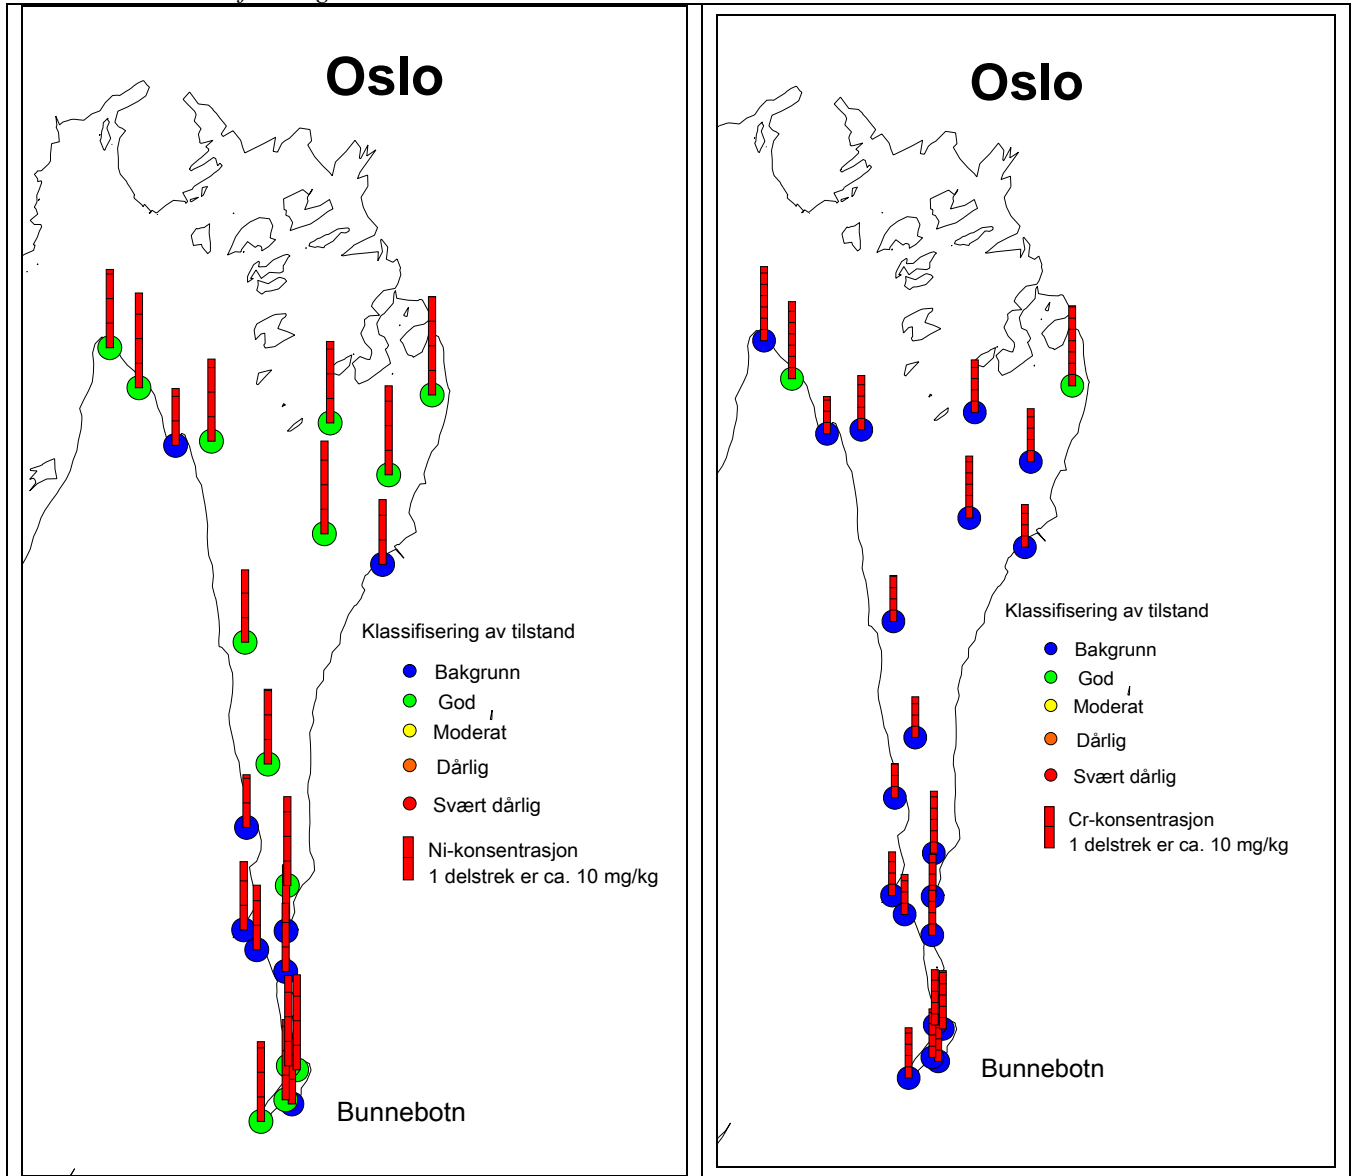 Oslo
Klassifisering av tilstand
Bakgrunn
God
Moderat
Dårlig
Svært dårlig
Ni-konsentrasjon
1 delstrek er ca. 10 mg/kg
Bunnebotn
Oslo
Klassifisering av tilstand
Bakgrunn
God
Moderat
Dårlig
Svært dårlig
Cr-konsentrasjon
1 delstrek er ca. 10 mg/kg
Bunnebotn